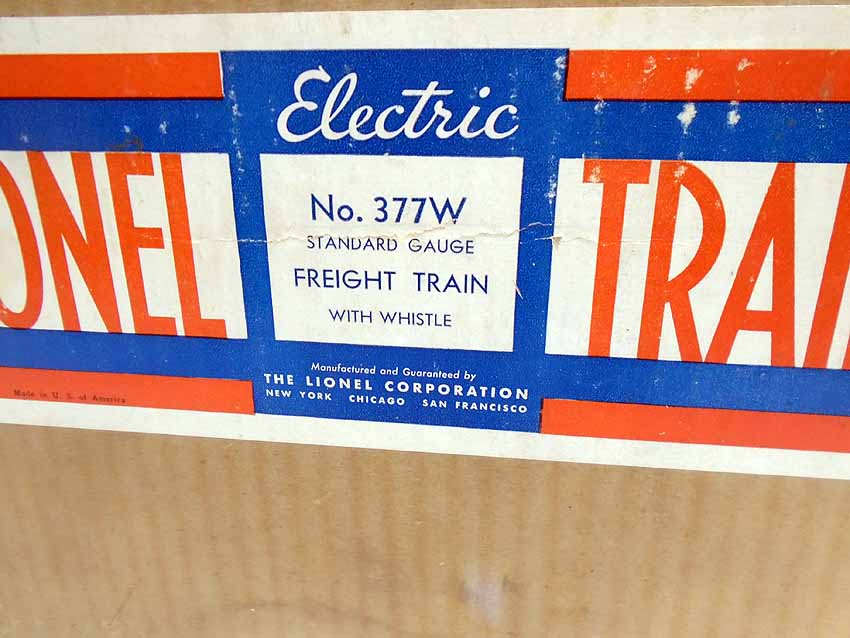 Electric
ONEL
No. 377W
STANDARD GAUGE
FREIGHT TRAIN
WITH WHISTLE
TRAI
Manufactured and Guaranteed by
THE LIONEL CORPORATION
NEW YORK CHICAGO SAN FRANCISCO
Made in U. S. of America